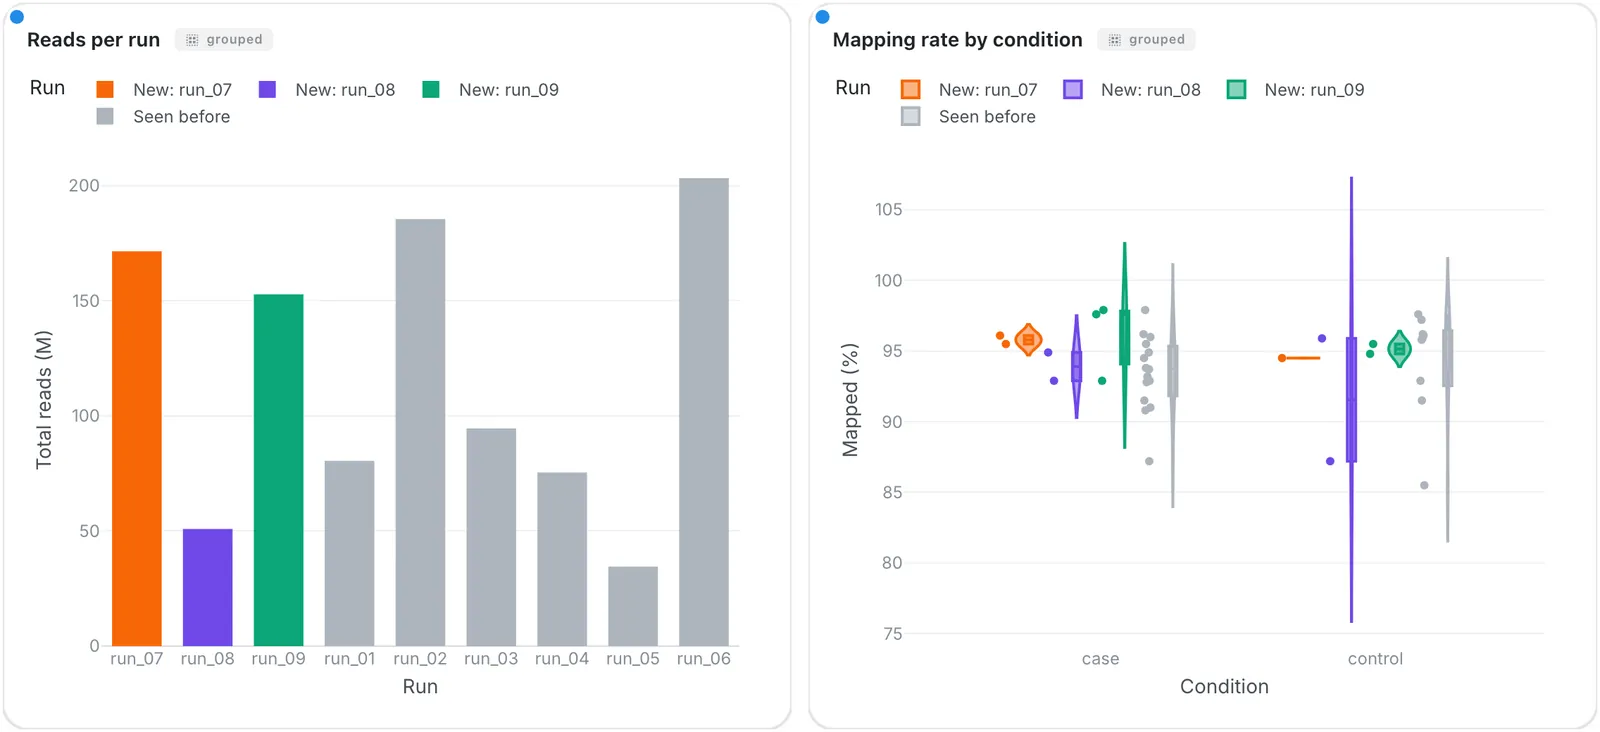 Reads per run grouped
Run New: run_07 New: run_08 New: run_09
Seen before
200
150
100
50
0
Total reads (M)
run_07 run_08 run_09 run_01 run_02 run_03 run_04 run_05 run_06
Run
Mapping rate by condition grouped
Run New: run_07 New: run_08 New: run_09
Seen before
105
100
95
90
85
80
75
Mapped (%)
case control
Condition